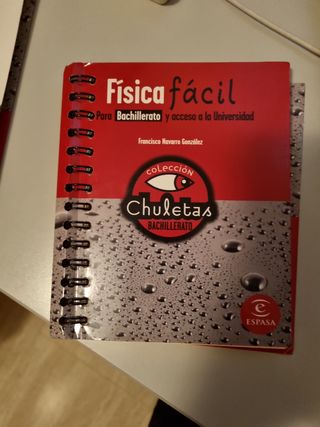 Física fácil
Para Bachillerato y acceso a la Universidad
Francisco Navarro González
COLECCIÓN
Chuletas
BACHILLERATO
e
ESPASA